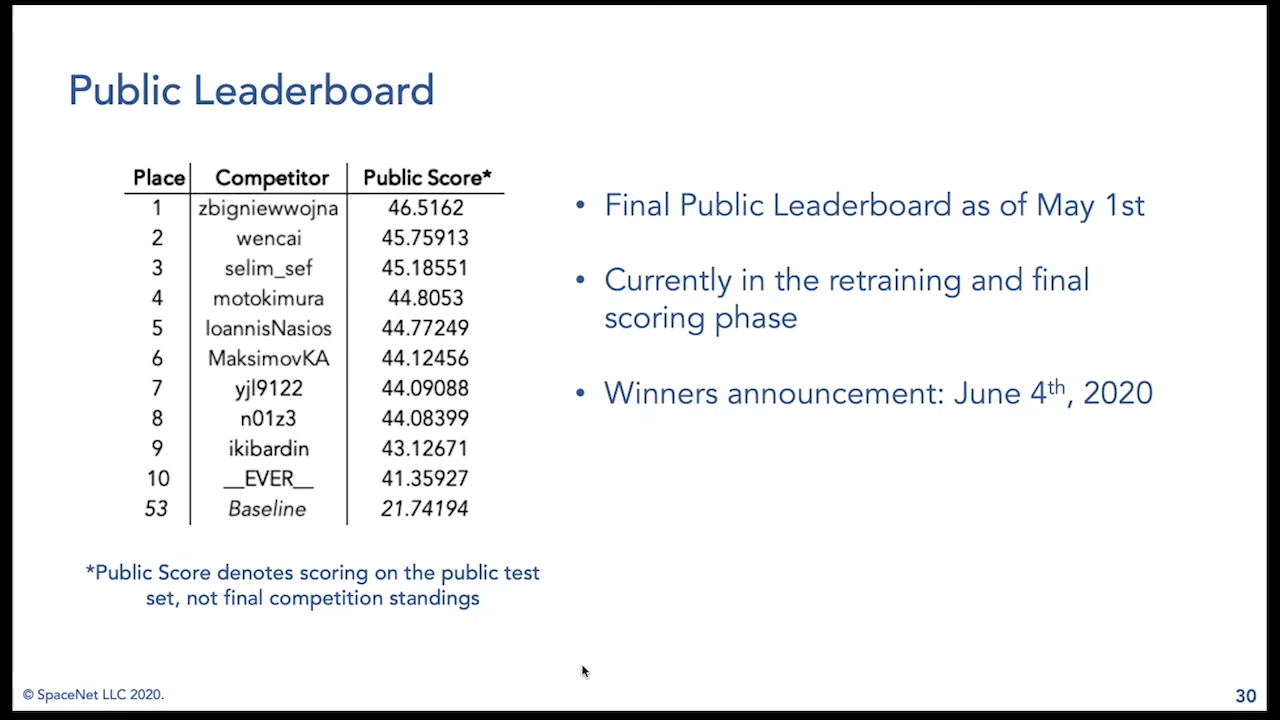 Public Leaderboard
Place Competitor Public Score*
1 zbigniewwojna 46.5162
2 wencai 45.75913
3 selim_sef 45.18551
4 motokimura 44.8053
5 IoannisNasios 44.77249
6 MaksimovKA 44.12456
7 yjl9122 44.09088
8 n01z3 44.08399
9 ikibardin 43.12671
10 __EVER__ 41.35927
53 Baseline 21.74194
*Public Score denotes scoring on the public test
set, not final competition standings
• Final Public Leaderboard as of May 1st
• Currently in the retraining and final
scoring phase
• Winners announcement: June 4th, 2020
© SpaceNet LLC 2020.
30